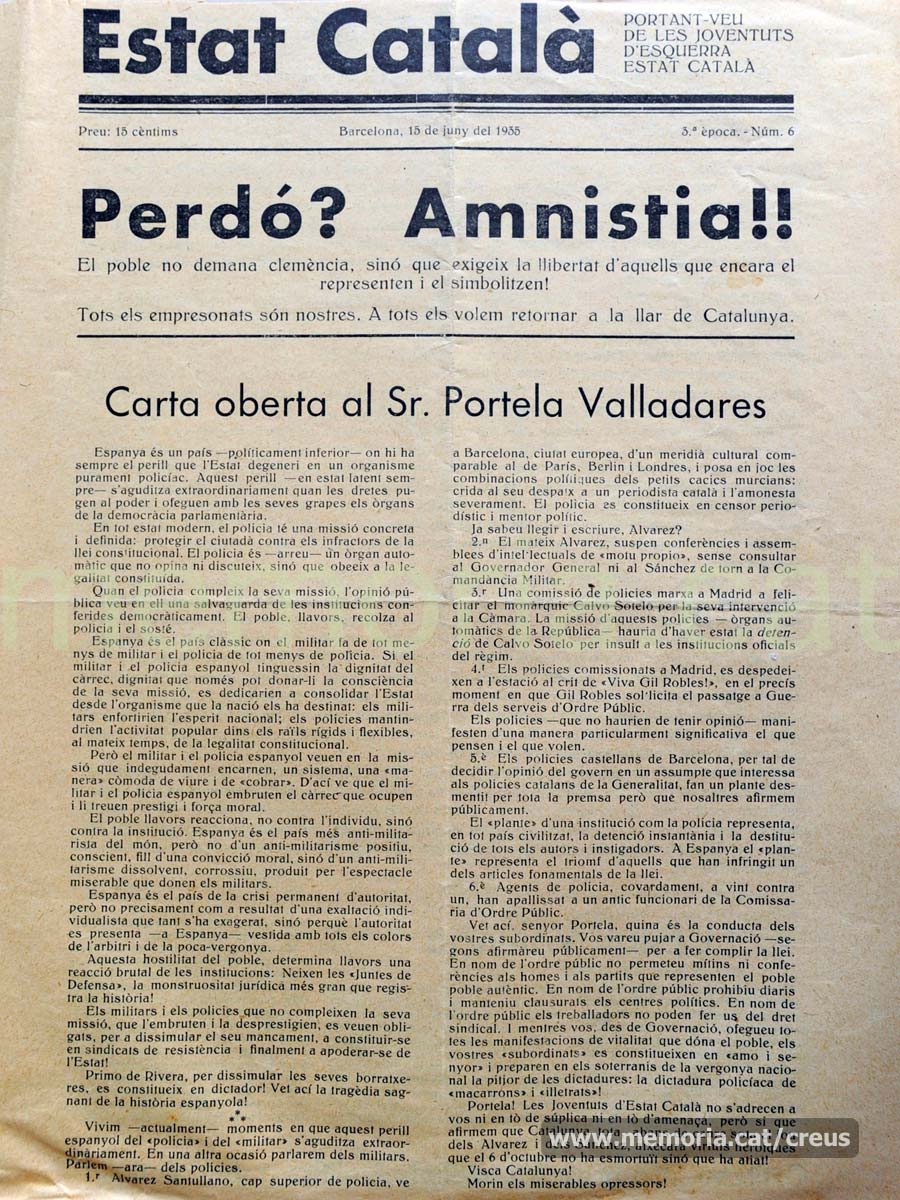 Estat Català
PORTANT-VEU
DE LES JOVENTUTS
D'ESQUERRA
ESTAT CATALÀ
Preu: 15 cèntims
Barcelona, 15 de juny del 1935
3.ª època. - Núm. 6
Perdó? Amnistia!!
El poble no demana clemència, sinó que exigeix la llibertat d'aquells que encara el
representen i el simbolitzen!
Tots els empresonats són nostres. A tots els volem retornar a la llar de Catalunya.
Carta oberta al Sr. Portela Valladares
Espanya és un país —políticament inferior— on hi ha
sempre el perill que l'Estat degeneri en un organisme
purament policíac. Aquest perill —en estat latent sem-
pre— s'aguditza extraordinariament quan les dretes pu-
gen al poder i ofeguen amb les seves grapes els òrgans
de la democràcia parlamentària.
En tot estat modern, el policia té una missió concreta
i definida: protegir el ciutadà contra els infractors de la
llei constitucional. El policia és —arreu— un òrgan auto-
màtic que no opina ni discuteix, sinó que obeeix a la le-
galitat constituída.
Quan el policia compleix la seva missió, l'opinió pú-
blica veu en ell una salvaguarda de les institucions con-
ferides democràticament. El poble, llavors, recolza al
policia i el sosté.
Espanya és el país clàssic on el militar fa de tot me-
nys de militar i el policia de tot menys de policia. Si el
militar i el policia espanyol tinguessin la dignitat del
càrrec, dignitat que només pot donar-li la consciència
de la seva missió, es dedicarien a consolidar l'Estat
desde l'organisme que la nació els ha destinat: els mili-
tars enfortirien l'esperit nacional; els policies mantin-
drien l'activitat popular dins els raïls rígids i flexibles,
al mateix temps, de la legalitat constitucional.
Però el militar i el policia espanyol veuen en la mis-
sió que indegudament encarnen, un sistema, una «ma-
nera» còmoda de viure i de «cobrar». D'ací ve que el mi-
litar i el policia espanyol embruten el càrrec que ocupen
i li treuen prestigi i força moral.
El poble llavors reacciona, no contra l'individu, sinó
contra la institució. Espanya és el país més anti-milita-
rista del món, però no d'un anti-militarisme positiu,
conscient, fill d'una convicció moral, sinó d'un anti-mili-
tarisme dissolvent, corrossiu, produit per l'espectacle
miserable que donen els militars.
Espanya és el país de la crisi permanent d'autoritat,
però no precisament com a resultat d'una exaltació indi-
vidualista que tant s'ha exagerat, sinó perquè l'autoritat
es presenta —a Espanya— vestida amb tots els colors
de l'arbitri i de la poca-vergonya.
Aquesta hostilitat del poble, determina llavors una
reacció brutal de les institucions: Neixen les «Juntes de
Defensa», la monstruositat jurídica més gran que regis-
tra la història!
Els militars i els policies que no compleixen la seva
missió, que l'embruten i la desprestigien, es veuen obli-
gats, per a dissimular el seu mancament, a constituir-se
en sindicats de resistència i finalment a apoderar-se de
l'Estat!
Primo de Rivera, per dissimular les seves borratxe-
res, es constitueix en dictador! Vet ací la tragèdia sag-
nant de la història espanyola!
⁂
Vivim —actualment— moments en que aquest perill
espanyol del «policia» i del «militar» s'aguditza extraor-
dinàriament. En una altra ocasió parlarem dels militars.
Parlem —ara— dels policies.
1.r Alvarez Santullano, cap superior de policia, ve
a Barcelona, ciutat europea, d'un meridià cultural com-
parable al de París, Berlin i Londres, i posa en joc les
combinacions polítiques dels petits cacics murcians:
crida al seu despatx a un periodista català i l'amonesta
severament. El policia es constitueix en censor perio-
dístic i mentor polític.
Ja sabeu llegir i escriure, Alvarez?
2.n El mateix Alvarez, suspen conferències i assem-
blees d'intel·lectuals de «motu propio», sense consultar
al Governador General ni al Sánchez de torn a la Co-
mandància Militar.
3.r Una comissió de policies marxa a Madrid a feli-
citar el monàrquic Calvo Sotelo per la seva intervenció
a la Càmara. La missió d'aquests policies — òrgans au-
tomàtics de la República— hauria d'haver estat la deten-
ció de Calvo Sotelo per insult a les institucions oficials
del règim.
4.t Els policies comissionats a Madrid, es despedei-
xen a l'estació al crit de «Viva Gil Robles!», en el precís
moment en que Gil Robles sol·licita el passatge a Gue-
rra dels serveis d'Ordre Públic.
Els policies —que no haurien de tenir opinió— mani-
festen d'una manera particularment significativa el que
pensen i el que volen.
5.è Els policies castellans de Barcelona, per tal de
decidir l'opinió del govern en un assumpte que interessa
als policies catalans de la Generalitat, fan un plante des-
mentit per tota la premsa però que nosaltres afirmem
públicament.
El «plante» d'una institució com la policia representa,
en tot país civilitzat, la detenció instantània i la destitu-
ció de tots els autors i instigadors. A Espanya el «plan-
te» representa el triomf d'aquells que han infringit un
dels articles fonamentals de la llei.
6.è Agents de policia, covardament, a vint contra
un, han apallissat a un antic funcionari de la Comissa-
ria d'Ordre Públic.
Vet ací, senyor Portela, quina és la conducta dels
vostres subordinats. Vos vareu pujar a Governació —se-
gons afirmàreu públicament— per a fer complir la llei.
En nom de l'ordre públic no permeteu mítins ni confe-
rències als homes i als partits que representen el poble
poble autèntic. En nom de l'ordre públic prohibiu diaris
i manteniu clausurats els centres polítics. En nom de
l'ordre públic els treballadors no poden fer us del dret
sindical. I mentres vos, des de Governació, ofegueu to-
tes les manifestacions de vitalitat que dóna el poble, els
vostres «subordinats» es constitueixen en «amo i se-
nyor» i preparen en els soterranis de la vergonya nacio-
nal la pitjor de les dictadures: la dictadura policíaca de
«macarróns» i «illetrats»!
Portela! Les Joventuts d'Estat Català no s'adrecen a
vos ni en tò de súplica ni en tò d'amenaça, però sí que
afirmem que Catalunya
dels Alvarez i
que el 6 d'octubre no ha esmortuït sinó que ha afiat!
Visca Catalunya!
Morin els miserables opressors!
www.memoria.cat/creus